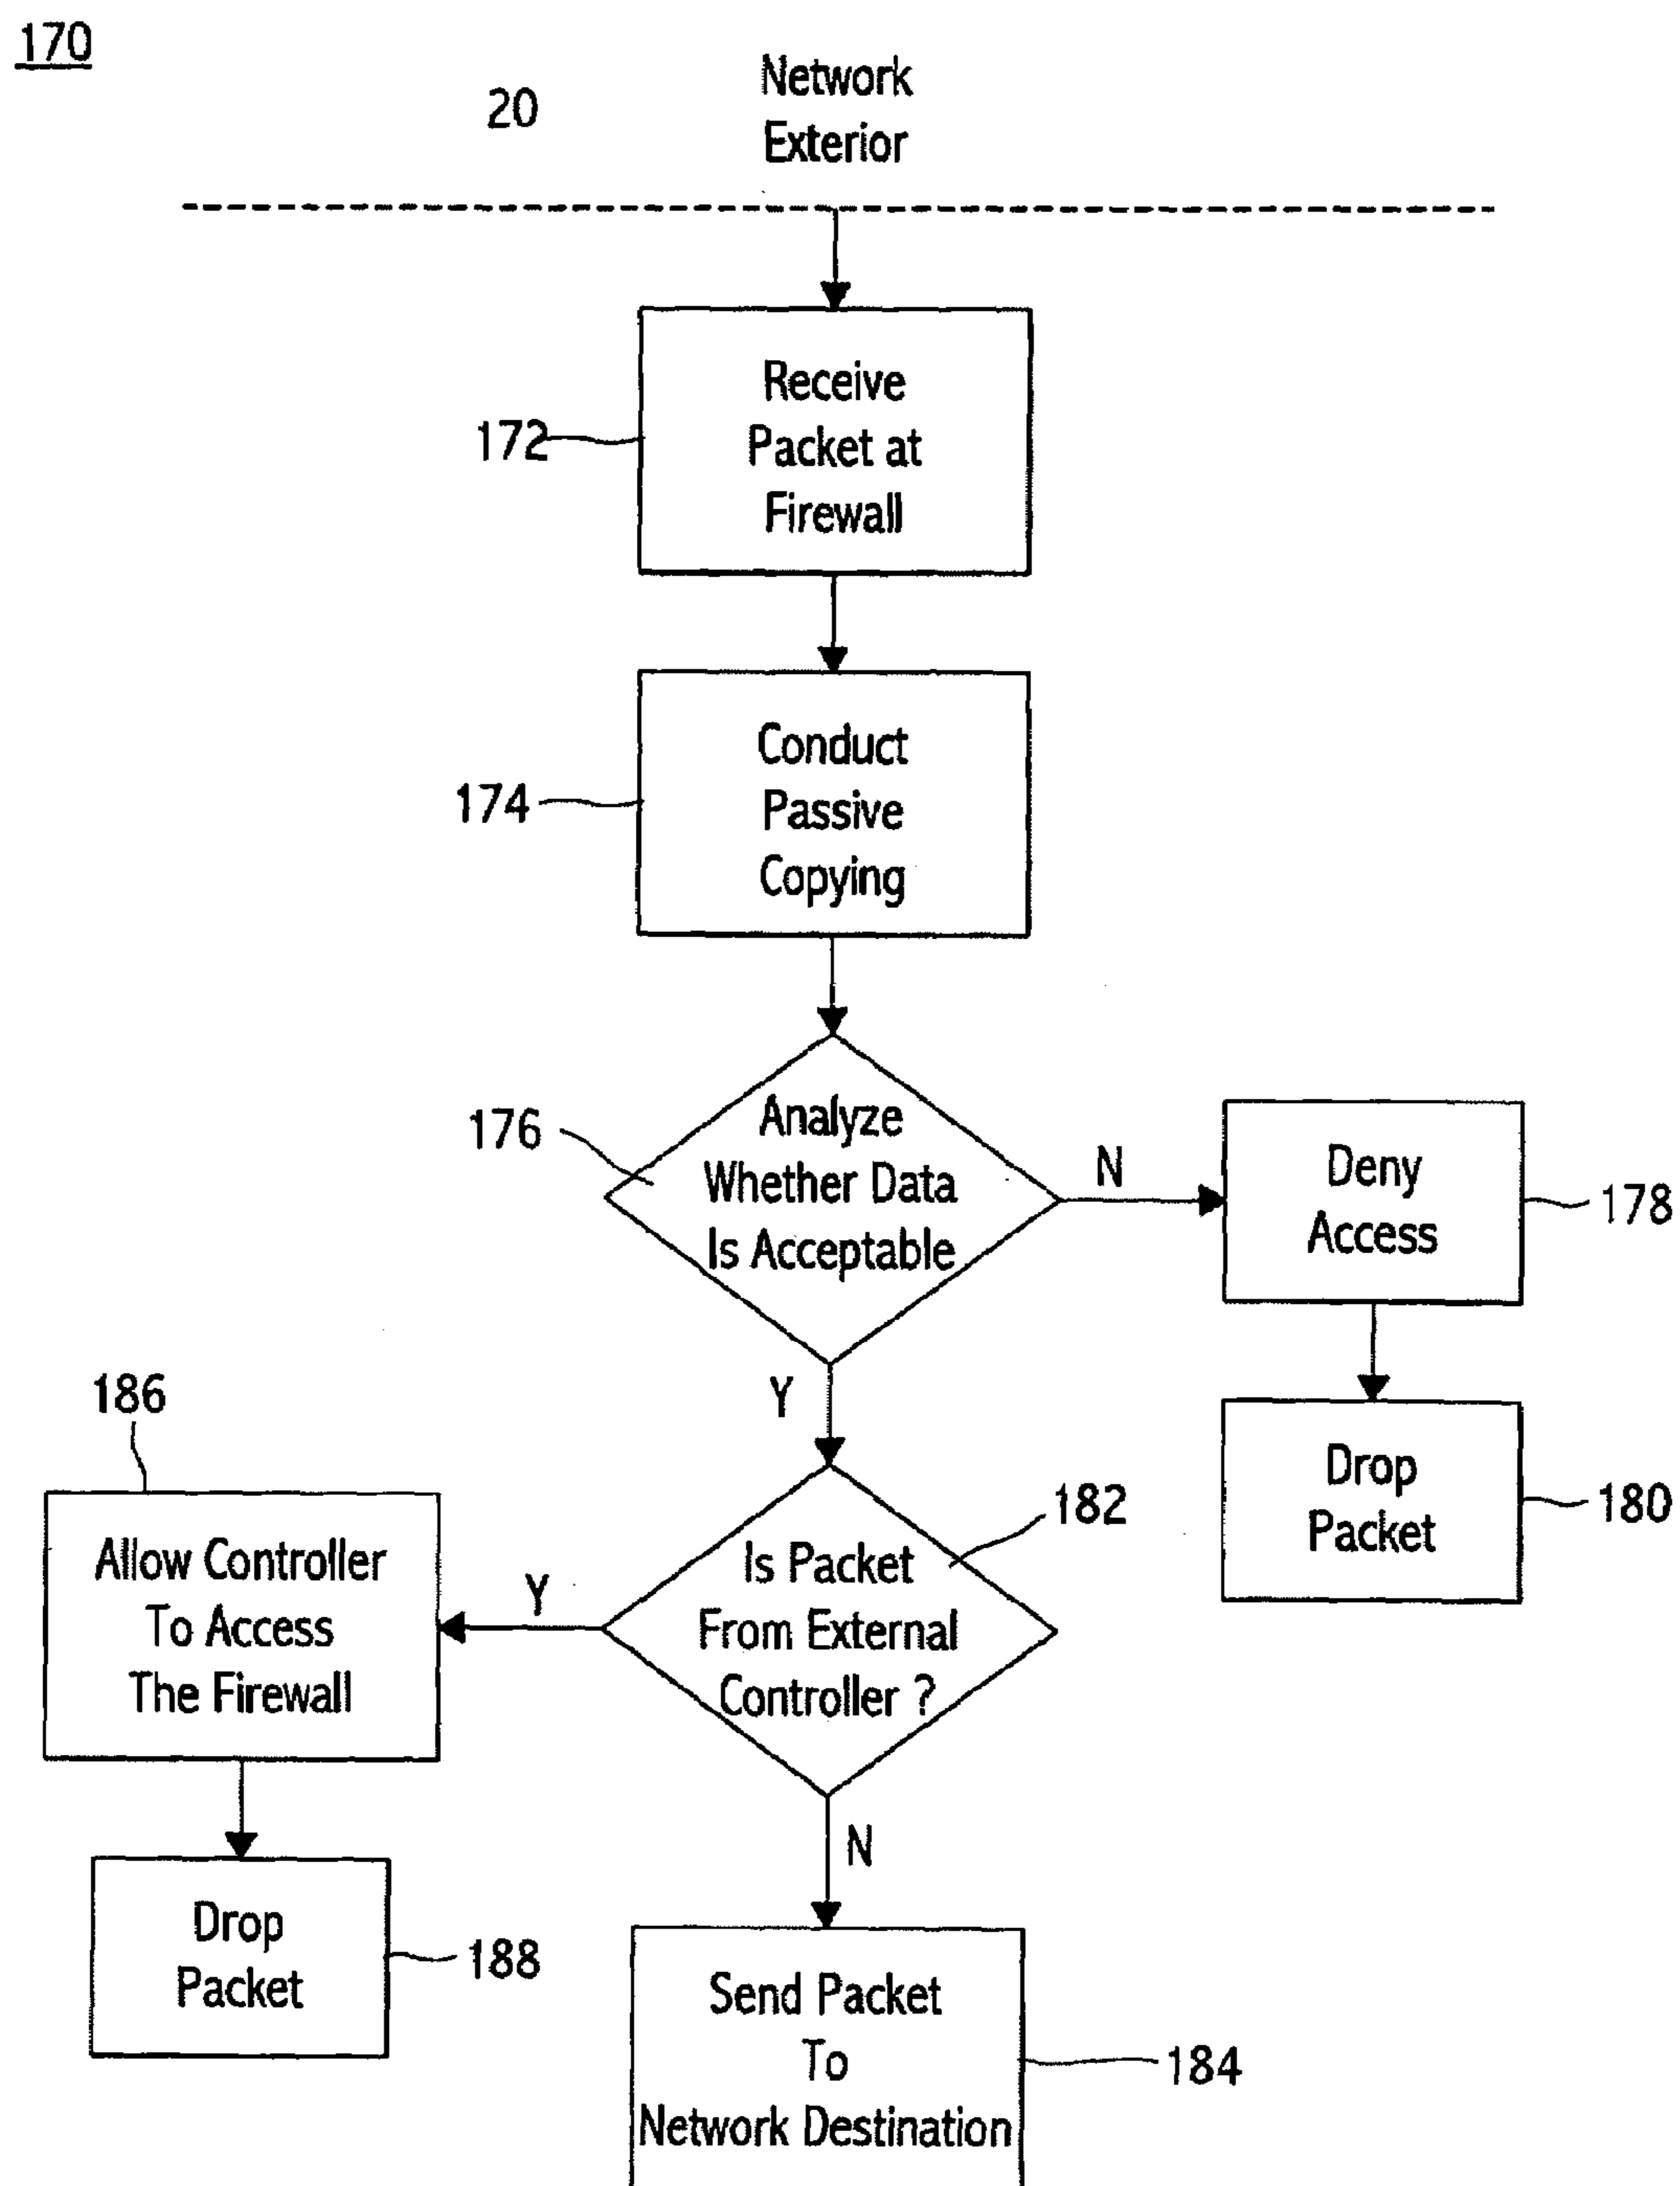 170
20
Network
Exterior
172
Receive
Packet at
Firewall
174
Conduct
Passive
Copying
176
Analyze
Whether Data
Is Acceptable
N
Deny
Access
178
Y
Drop
Packet
180
186
Allow Controller
To Access
The Firewall
Y
Is Packet
From External
Controller ?
182
N
Drop
Packet
188
Send Packet
To
Network Destination
184